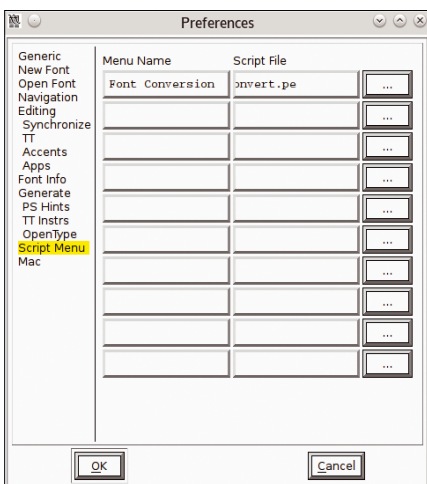 Preferences
Generic
New Font
Open Font
Navigation
Editing
Synchronize
TT
Accents
Apps
Font Info
Generate
PS Hints
TT Instrs
OpenType
Script Menu
Mac
Menu Name Script File
Font Conversion onvert.pe ...
...
...
...
...
...
...
...
...
...
OK Cancel